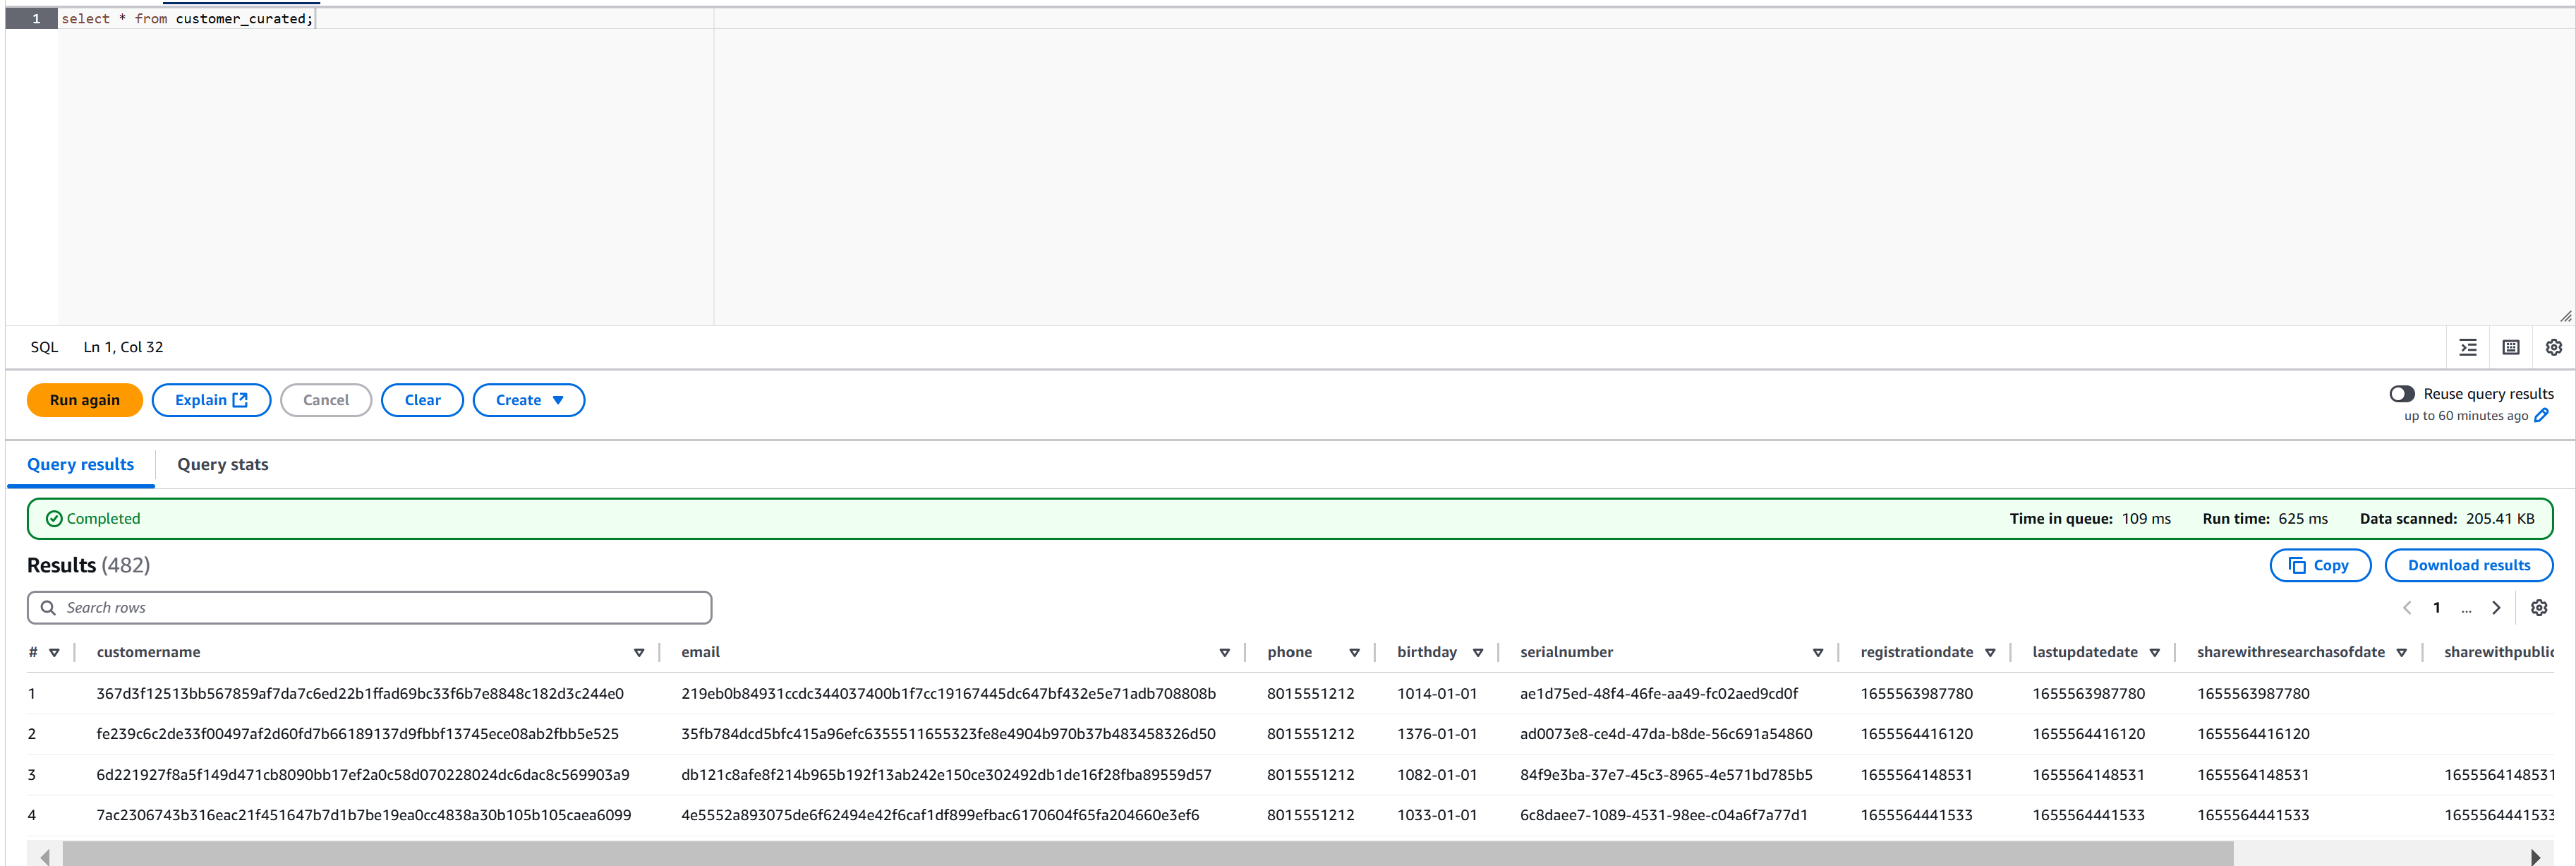 1 select * from customer_curated;
SQL Ln 1, Col 32
Run again Explain Cancel Clear Create Reuse query results
up to 60 minutes ago
Query results Query stats
Completed Time in queue: 109 ms Run time: 625 ms Data scanned: 205.41 KB
Results (482) Copy Download results
Search rows 1 ...
# customername email phone birthday serialnumber registrationdate lastupdatedate sharewithresearchasofdate sharewithpublic
1 367d3f12513bb567859af7da7c6ed22b1ffad69bc33f6b7e8848c182d3c244e0 219eb0b84931ccdc344037400b1f7cc19167445dc647bf432e5e71adb708808b 8015551212 1014-01-01 ae1d75ed-48f4-46fe-aa49-fc02aed9cd0f 1655563987780 1655563987780 1655563987780
2 fe239c6c2de33f00497af2d60fd7b66189137d9fbbf13745ece08ab2fbb5e525 35fb784dcd5bfc415a96efc6355511655323fe8e4904b970b37b483458326d50 8015551212 1376-01-01 ad0073e8-ce4d-47da-b8de-56c691a54860 1655564416120 1655564416120 1655564416120
3 6d221927f8a5f149d471cb8090bb17ef2a0c58d070228024dc6dac8c569903a9 db121c8afe8f214b965b192f13ab242e150ce302492db1de16f28fba89559d57 8015551212 1082-01-01 84f9e3ba-37e7-45c3-8965-4e571bd785b5 1655564148531 1655564148531 1655564148531 1655564148531
4 7ac2306743b316eac21f451647b7d1b7be19ea0cc4838a30b105b105caea6099 4e5552a893075de6f62494e42f6caf1df899efbac6170604f65fa204660e3ef6 8015551212 1033-01-01 6c8daee7-1089-4531-98ee-c04a6f7a77d1 1655564441533 1655564441533 1655564441533 1655564441533